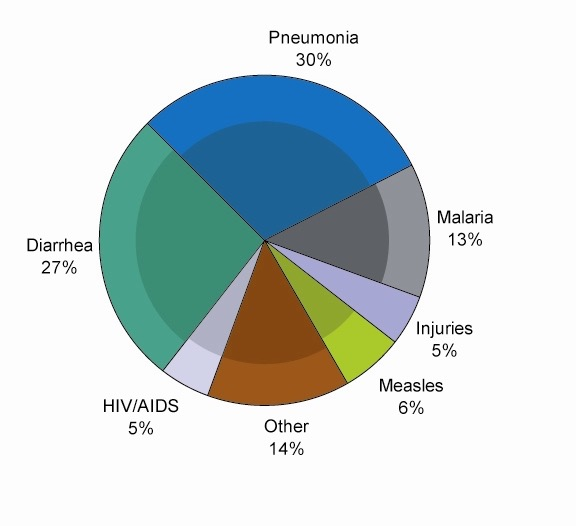 Pneumonia
30%
Malaria
13%
Diarrhea
27%
Injuries
5%
Measles
6%
HIV/AIDS
5%
Other
14%